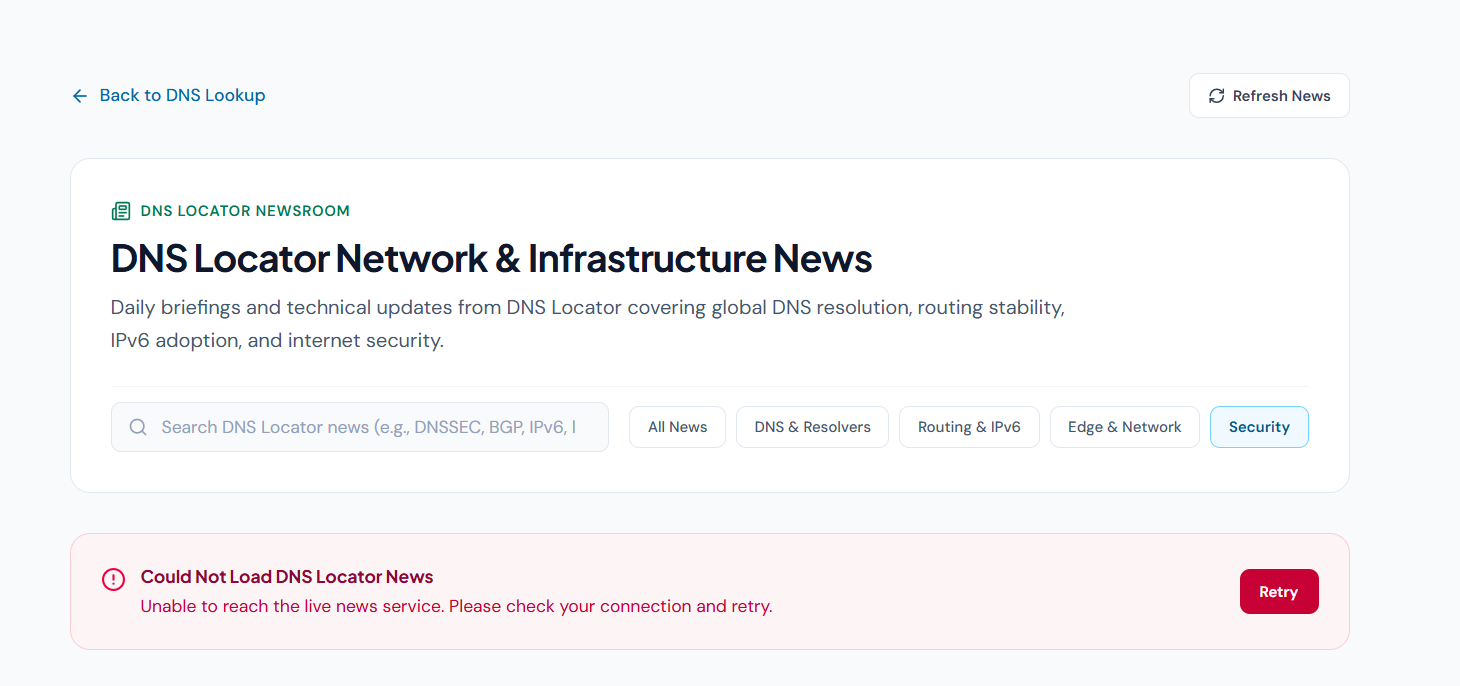 Back to DNS Lookup
Refresh News
DNS LOCATOR NEWSROOM
DNS Locator Network & Infrastructure News
Daily briefings and technical updates from DNS Locator covering global DNS resolution, routing stability,
IPv6 adoption, and internet security.
Search DNS Locator news (e.g., DNSSEC, BGP, IPv6,
All News
DNS & Resolvers
Routing & IPv6
Edge & Network
Security
Could Not Load DNS Locator News
Unable to reach the live news service. Please check your connection and retry.
Retry